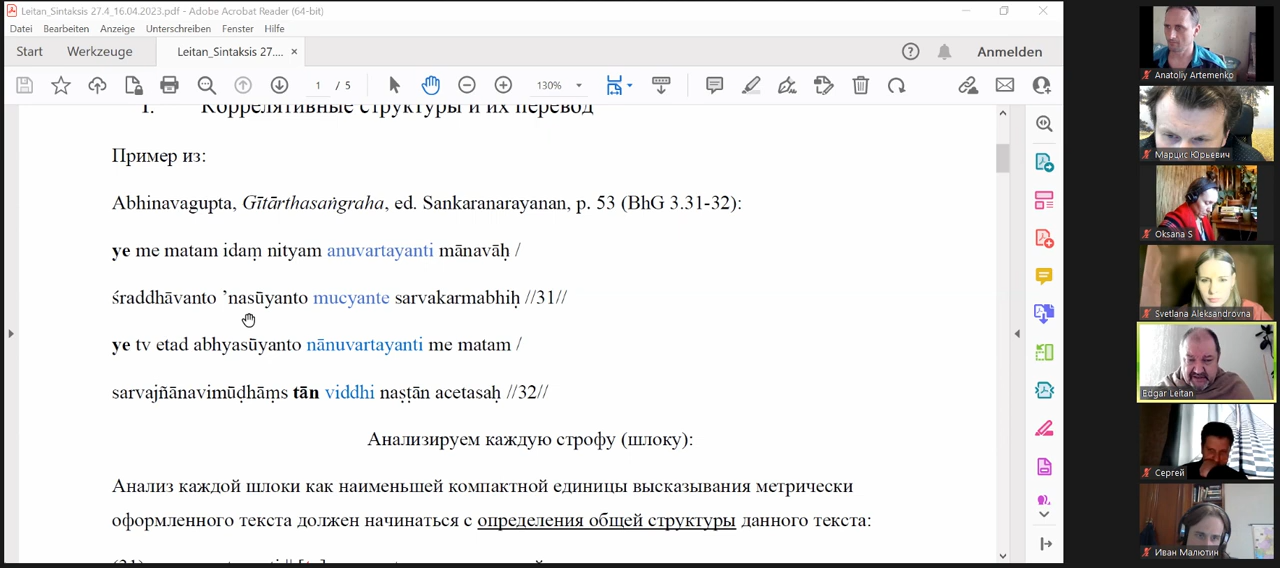 Leitan_Sintaksis 27.4_16.04.2023.pdf - Adobe Acrobat Reader (64-bit)
Datei Bearbeiten Anzeige Unterschreiben Fenster Hilfe
Start Werkzeuge Leitan_Sintaksis 27.... × Anmelden
1 / 5 130%
I. Коррелятивные структуры и их перевод
Пример из:
Abhinavagupta, Gītārthasaṅgraha, ed. Sankaranarayanan, p. 53 (BhG 3.31-32):
ye me matam idaṃ nityam anuvartayanti mānavāḥ /
śraddhāvanto ’nasūyanto mucyante sarvakarmabhiḥ //31//
ye tv etad abhyasūyanto nānuvartayanti me matam /
sarvajñānavimūḍhāṃs tān viddhi naṣṭān acetasaḥ //32//
Анализируем каждую строфу (шлоку):
Анализ каждой шлоки как наименьшей компактной единицы высказывания метрически
оформленного текста должен начинаться с определения общей структуры данного текста:
Anatoliy Artemenko
Марцис Юрьевич
Oksana S
Svetlana Aleksandrovna
Edgar Leitan
Сергей
Иван Малютин